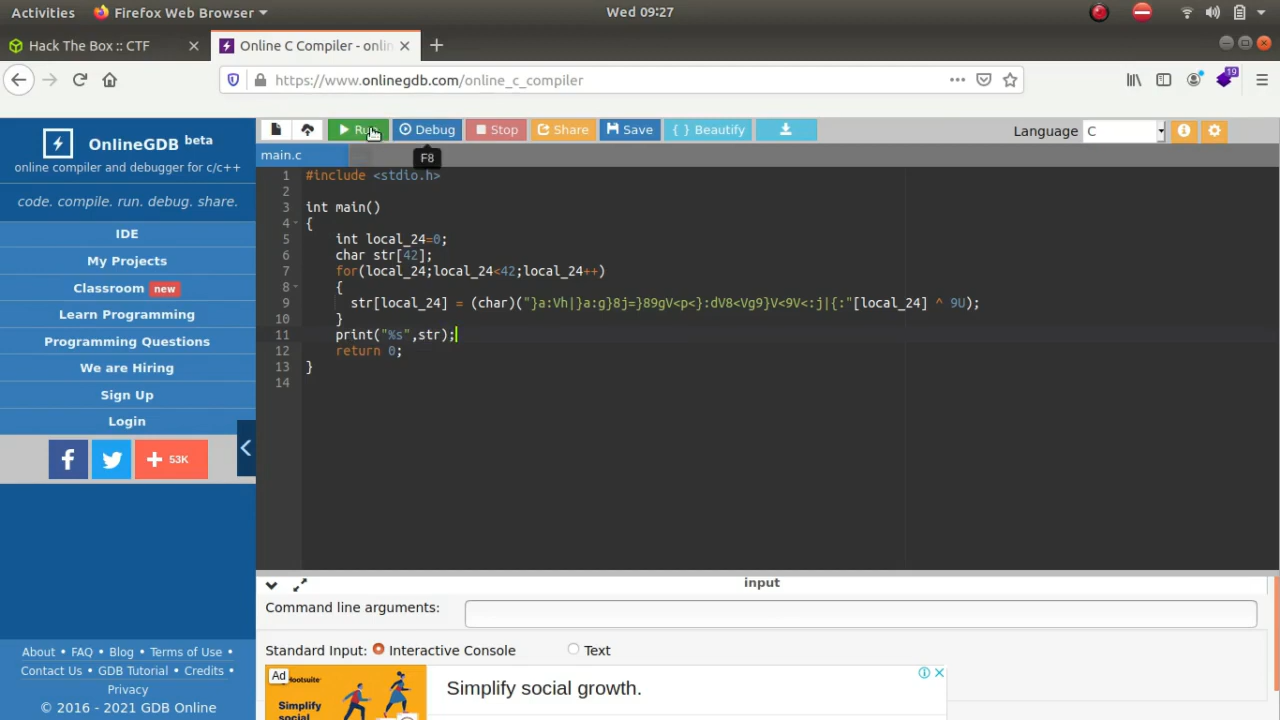 Activities Firefox Web Browser Wed 09:27
Hack The Box :: CTF Online C Compiler - onlin
https://www.onlinegdb.com/online_c_compiler 19
OnlineGDB beta
online compiler and debugger for c/c++
code. compile. run. debug. share.
IDE
My Projects
Classroom new
Learn Programming
Programming Questions
We are Hiring
Sign Up
Login
f + 53K
About • FAQ • Blog • Terms of Use •
Contact Us • GDB Tutorial • Credits •
Privacy
© 2016 - 2021 GDB Online
Run Debug Stop Share Save { } Beautify Language C
F8
main.c
1 #include <stdio.h>
2
3 int main()
4 {
5 int local_24=0;
6 char str[42];
7 for(local_24;local_24<42;local_24++)
8 {
9 str[local_24] = (char)("}a:Vh|}a:g}8j=}89gV<p<}:dV8<Vg9}V<9V<:j|{:"[local_24] ^ 9U);
10 }
11 print("%s",str);
12 return 0;
13 }
14
input
Command line arguments:
Standard Input: Interactive Console Text
Ad
Hootsuite
Simplify
social
Simplify social growth.